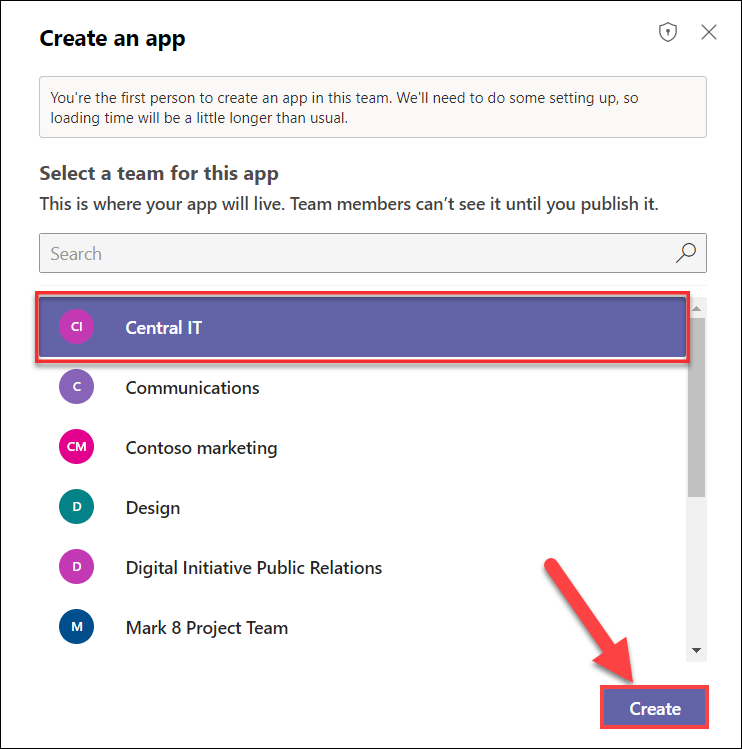 Create an app
You're the first person to create an app in this team. We'll need to do some setting up, so
loading time will be a little longer than usual.
Select a team for this app
This is where your app will live. Team members can’t see it until you publish it.
Search
CI Central IT
C Communications
CM Contoso marketing
D Design
D Digital Initiative Public Relations
M Mark 8 Project Team
Create